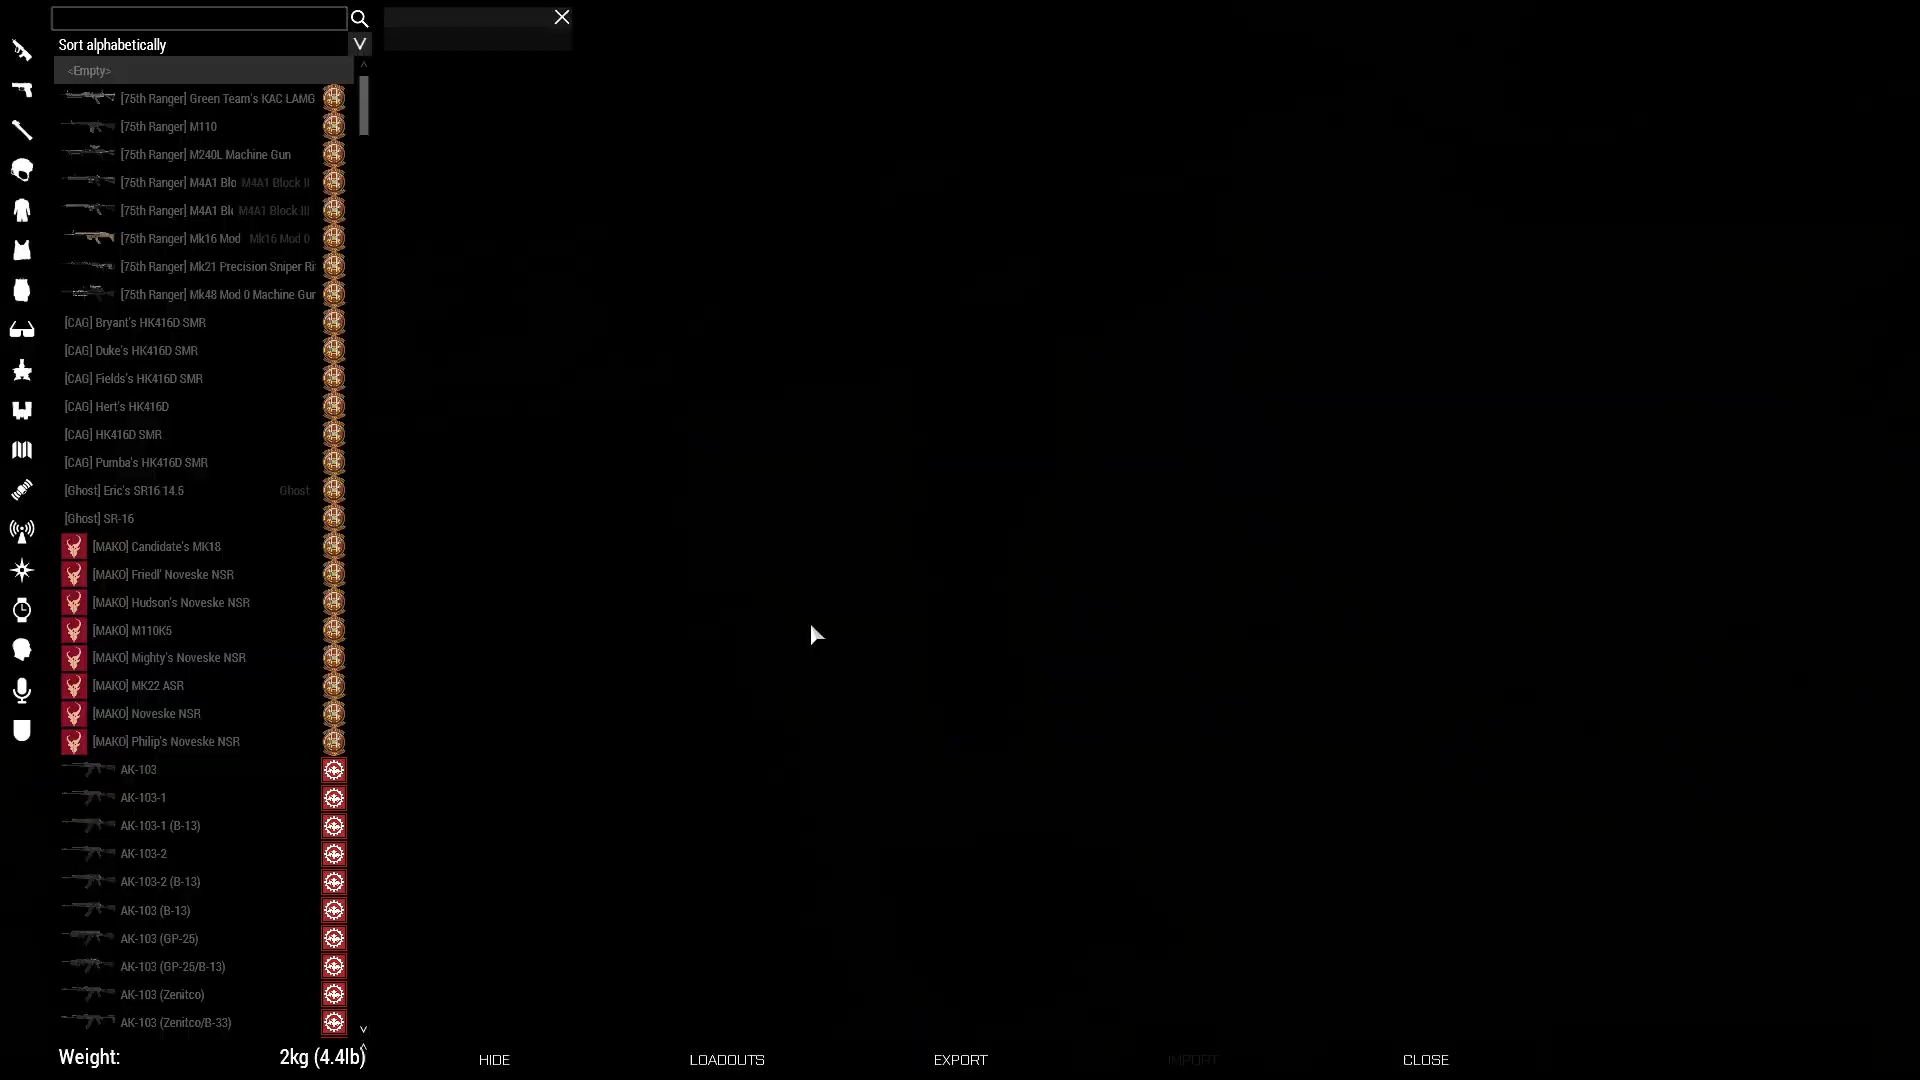 Sort alphabetically
V
<Empty>
[75th Ranger] Green Team's KAC LAMG
[75th Ranger] M110
[75th Ranger] M240L Machine Gun
[75th Ranger] M4A1 Blo M4A1 Block II
[75th Ranger] M4A1 Blo M4A1 Block III
[75th Ranger] Mk16 Mod Mk16 Mod 0
[75th Ranger] Mk21 Precision Sniper Ri
[75th Ranger] Mk48 Mod 0 Machine Gun
[CAG] Bryant's HK416D SMR
[CAG] Duke's HK416D SMR
[CAG] Fields's HK416D SMR
[CAG] Hert's HK416D
[CAG] HK416D SMR
[CAG] Pumba's HK416D SMR
[Ghost] Eric's SR16 14.5 Ghost
[Ghost] SR-16
[MAKO] Candidate's MK18
[MAKO] Friedl' Noveske NSR
[MAKO] Hudson's Noveske NSR
[MAKO] M110K5
[MAKO] Mighty's Noveske NSR
[MAKO] MK22 ASR
[MAKO] Noveske NSR
[MAKO] Philip's Noveske NSR
AK-103
AK-103-1
AK-103-1 (B-13)
AK-103-2
AK-103-2 (B-13)
AK-103 (B-13)
AK-103 (GP-25)
AK-103 (GP-25/B-13)
AK-103 (Zenitco)
AK-103 (Zenitco/B-33)
Weight: 2kg (4.4lb)
HIDE LOADOUTS EXPORT IMPORT CLOSE